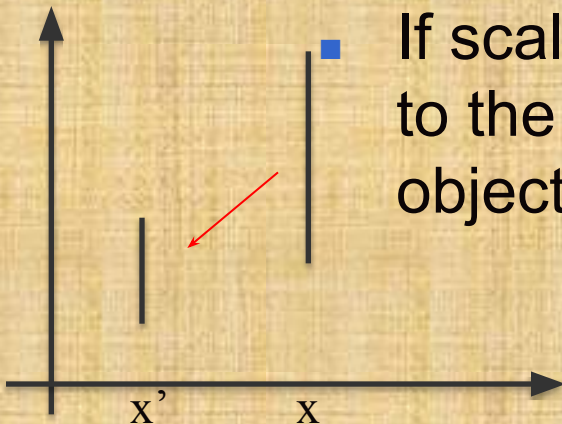 If scal
to the
object
x’
x